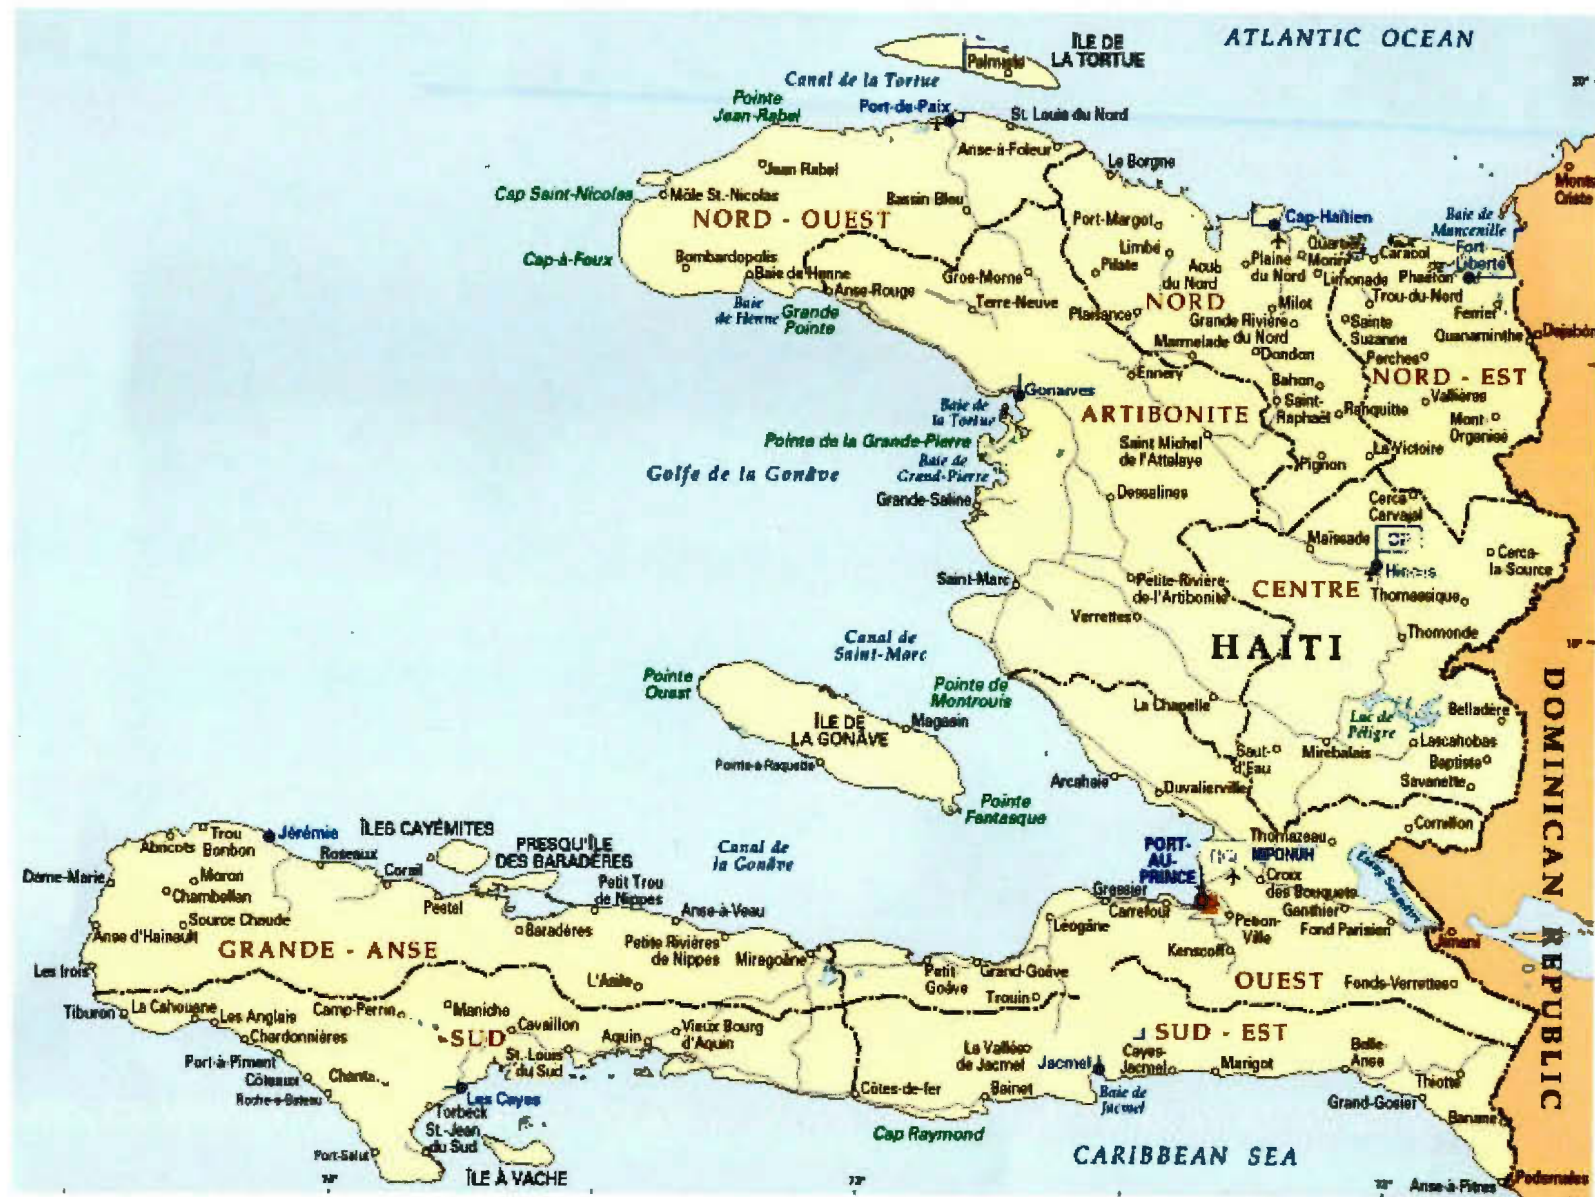 ATLANTIC OCEAN
ÎLE DE
LA TORTUE
Palmiste
20°
Canal de la Tortue
Pointe
Jean-Rabel
Port-de-Paix
St. Louis du Nord
Anse-à-Foleur
Le Borgne
Jean Rabel
Monts
Criste
Cap Saint-Nicolas
Môle St.-Nicolas
Bassin Bleu
NORD - OUEST
Port-Margot
Cap-Haïtien
Baie de
Mancenille
Fort
Liberté
Limbé
Pilate
Acub
du Nord
Plaine
du Nord
Quartier
Morin
Caracol
Limonade
Phaeton
Cap-à-Foux
Bombardopolis
Baie de Henne
Anse-Rouge
Gros-Morne
Terre-Neuve
Baie
de Henne
Grande
Pointe
NORD
Plaisance
Milot
Trou-du-Nord
Ferrier
Grande Rivière
du Nord
Sainte
Suzanne
Ouanaminthe
Dajabón
Marmelade
Dondon
Perches
Ennery
Bahon
NORD - EST
Gonaïves
Saint-
Raphaël
Ranquitte
Vallières
Baie de
la Tortue
ARTIBONITE
Mont
Organisé
Pointe de la Grande-Pierre
Saint Michel
de l'Attalaye
La Victoire
Pignon
Golfe de la Gonâve
Baie de
Grand-Pierre
Grande-Saline
Dessalines
Cerca
Carvajal
Maïssade
Hinche
Cerca-
la Source
Saint-Marc
Petite-Rivière-
de-l'Artibonite
CENTRE
Thomassique
Verrettes
HAITI
Thomonde
Canal de
Saint-Marc
19°
Pointe
Ouest
Pointe de
Montrouis
La Chapelle
Lac de
Péligre
Belladère
ÎLE DE
LA GONÂVE
Magasin
Pointe-à-Raquette
Saut-
d'Eau
Mirebalais
Lascahobas
Baptiste
Savanette
Arcahaie
Duvalierville
Pointe
Fantasque
DOMINICAN REPUBLIC
Cornillon
Thomazeau
MIPONUH
PORT-
AU-
PRINCE
Croix
des Bouquets
Etang Saumâtre
Ganthier
Fond Parisien
Jimani
Canal de
la Gonâve
Jérémie
ÎLES CAYÉMITES
PRESQU'ÎLE
DES BARADÈRES
Trou
Bonbon
Abricots
Roseaux
Corail
Petit Trou
de Nippes
Dame-Marie
Moron
Chambellan
Pestel
Anse-à-Veau
Gressier
Carrefour
Petion-
Ville
Léogâne
Kenscoff
Source Chaude
Anse d'Hainault
Baradères
Petite Rivières
de Nippes
Miragoâne
GRANDE - ANSE
Les Irois
L'Asile
Petit
Goâve
Grand-Goâve
Trouin
OUEST
Fonds-Verrettes
Tiburon
La Cahouane
Les Anglais
Chardonnières
Camp-Perrin
Maniche
Cavaillon
SUD
Aquin
Vieux Bourg
d'Aquin
SUD - EST
Port-à-Piment
Côteaux
Roche-a-Bateau
St. Louis
du Sud
La Vallée
de Jacmel
Jacmel
Cayes-
Jacmel
Marigot
Belle-
Anse
Thiotte
Les Cayes
Torbeck
St.-Jean
du Sud
Côtes-de-fer
Bainet
Baie de
Jacmel
Grand-Gosier
Banane
Port-Salut
ÎLE À VACHE
Cap Raymond
CARIBBEAN SEA
Anse-à-Pitres
Pedernales
73°